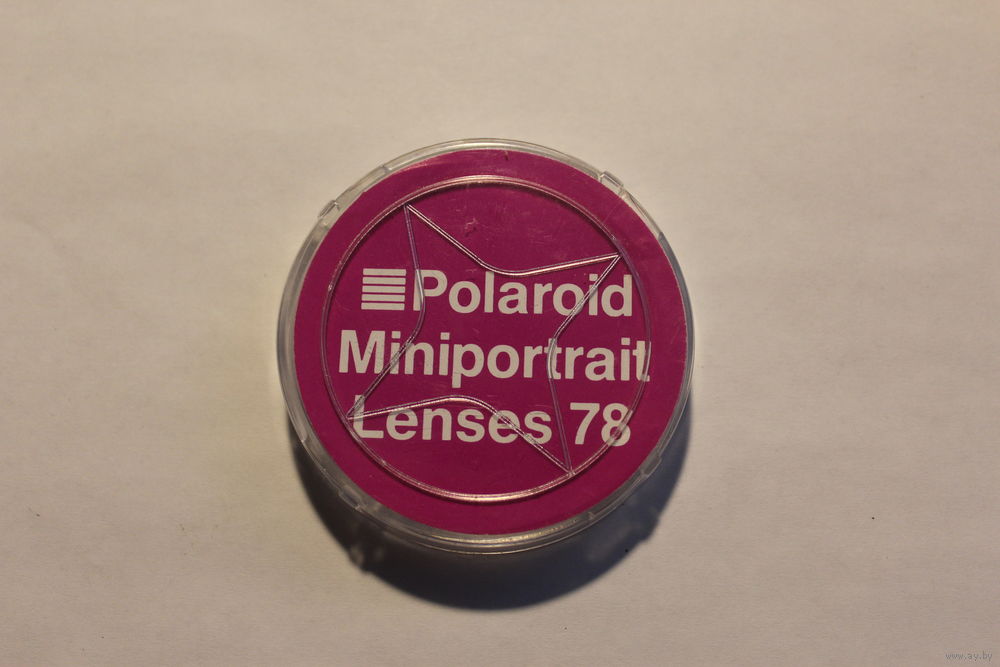 Polaroid
Miniportrait
Lenses 78
www.ay.by